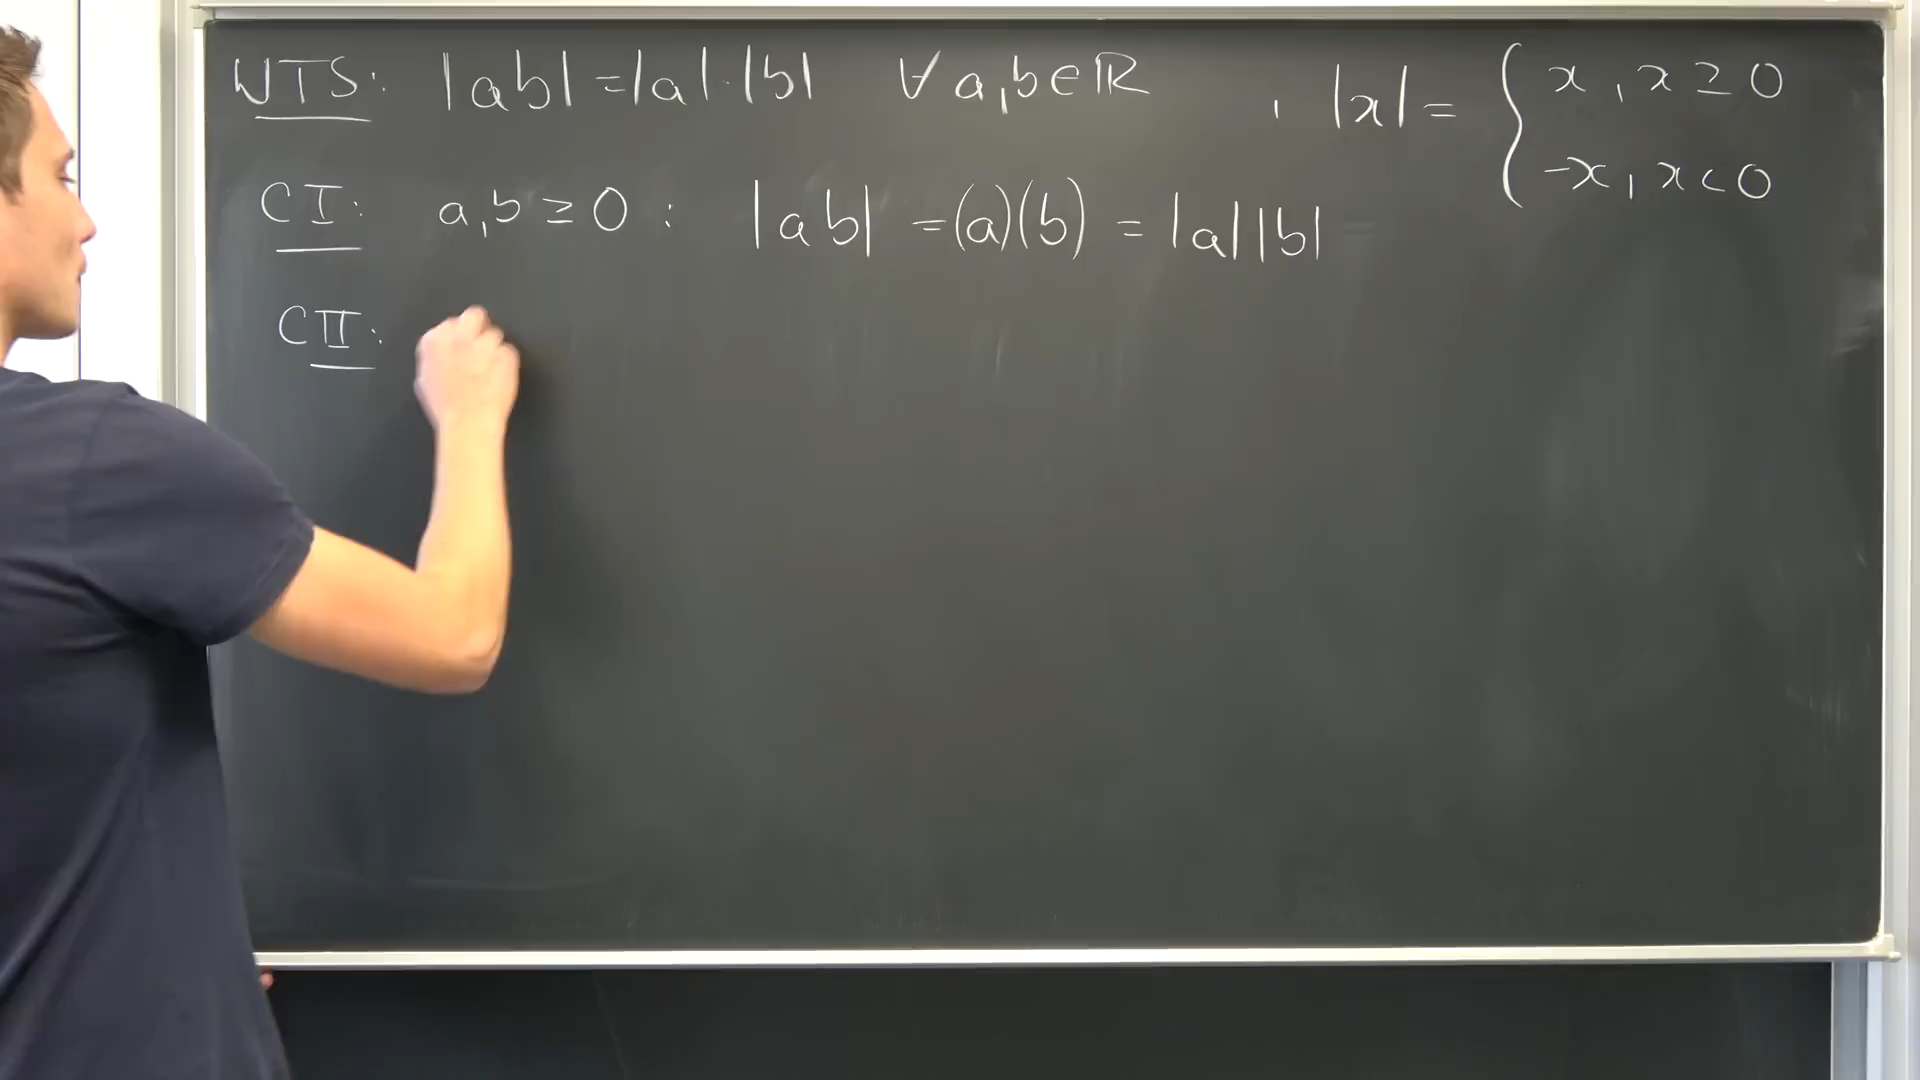 WTS: |ab| = |a|·|b| ∀ a,b ∈ ℝ , |x| = { x , x ≥ 0
-x , x < 0
CI: a,b ≥ 0 : |ab| = (a)(b) = |a||b|
CII: